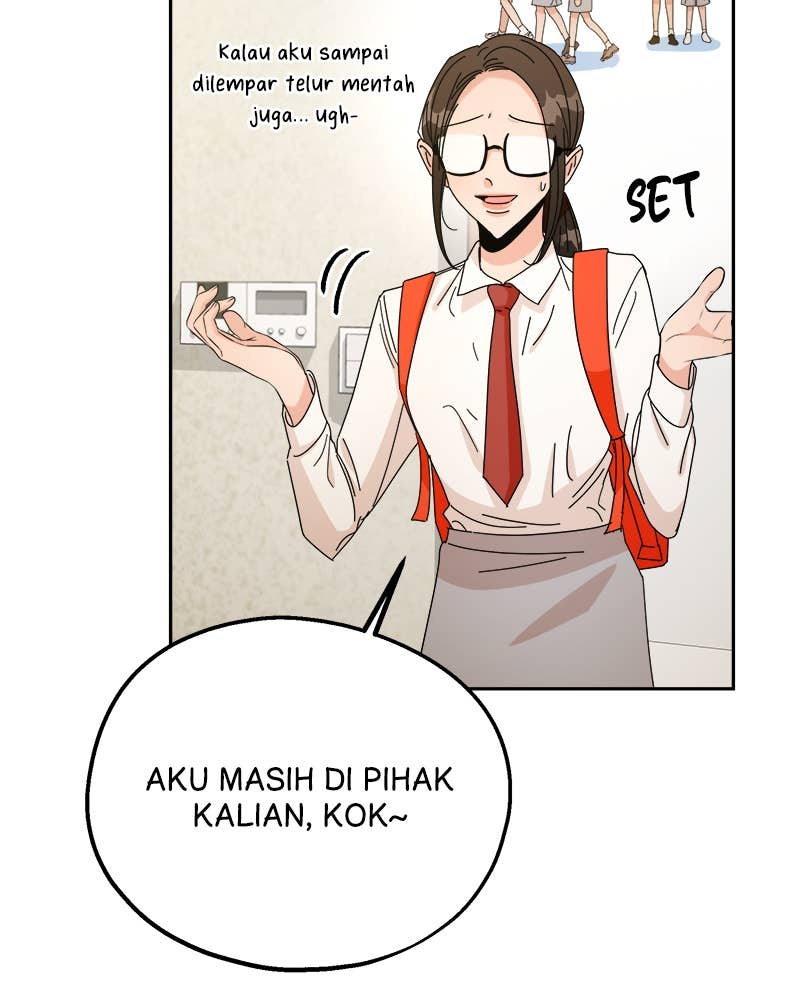 Kalau aku sampai
dilempar telur mentah
juga... ugh-
SET
AKU MASIH DI PIHAK
KALIAN, KOK~